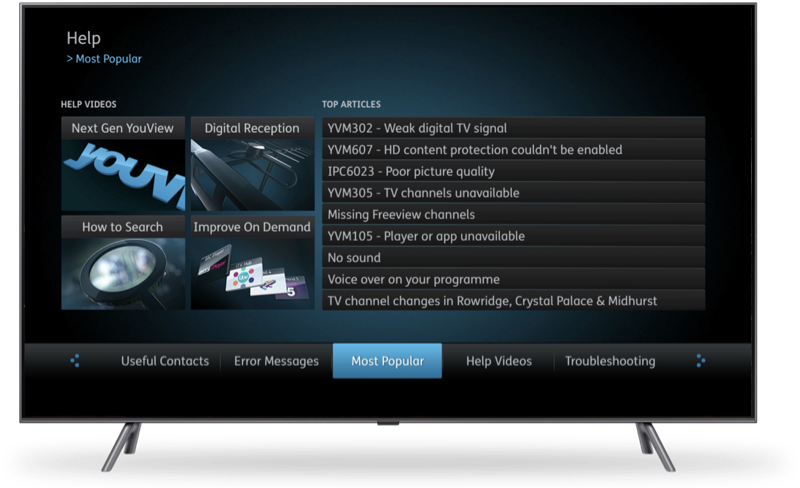 Help
> Most Popular
HELP VIDEOS
TOP ARTICLES
Next Gen YouView
Digital Reception
youvi
How to Search
Improve On Demand
itv
5
YVM302 - Weak digital TV signal
YVM607 - HD content protection couldn't be enabled
IPC6023 - Poor picture quality
YVM305 - TV channels unavailable
Missing Freeview channels
YVM105 - Player or app unavailable
No sound
Voice over on your programme
TV channel changes in Rowridge, Crystal Palace & Midhurst
Useful Contacts
Error Messages
Most Popular
Help Videos
Troubleshooting